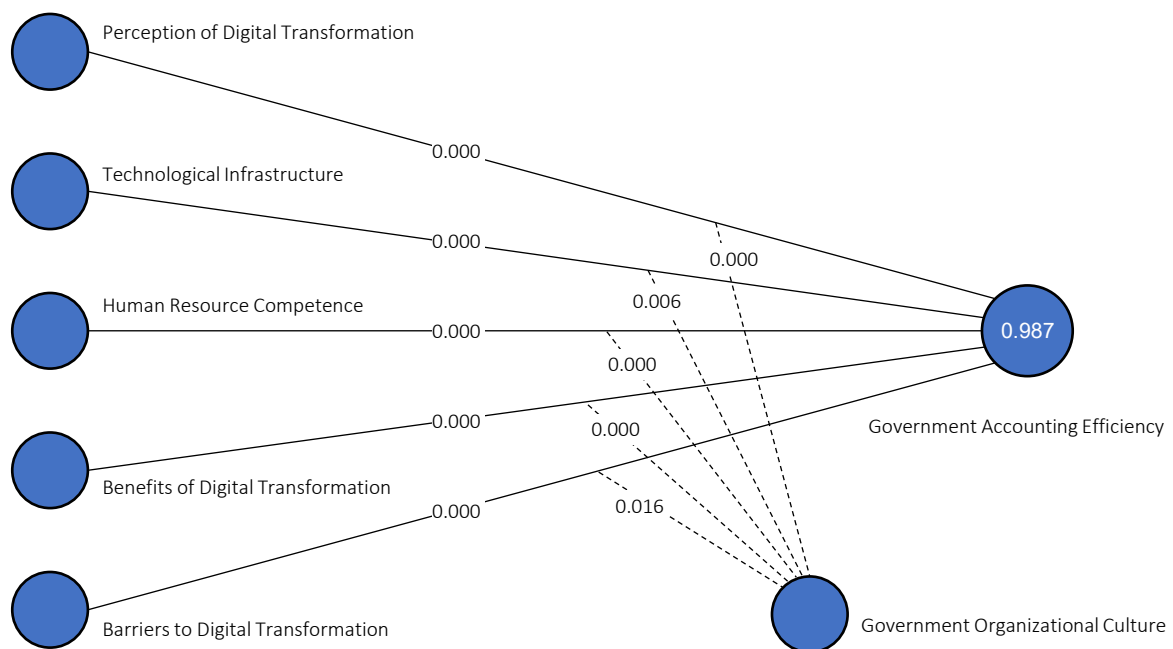 Perception of Digital Transformation
0.000
Technological Infrastructure
0.000
0.000
0.006
Human Resource Competence
0.000
0.987
0.000
0.000
0.000
Government Accounting Efficiency
Benefits of Digital Transformation
0.016
0.000
Barriers to Digital Transformation
Government Organizational Culture